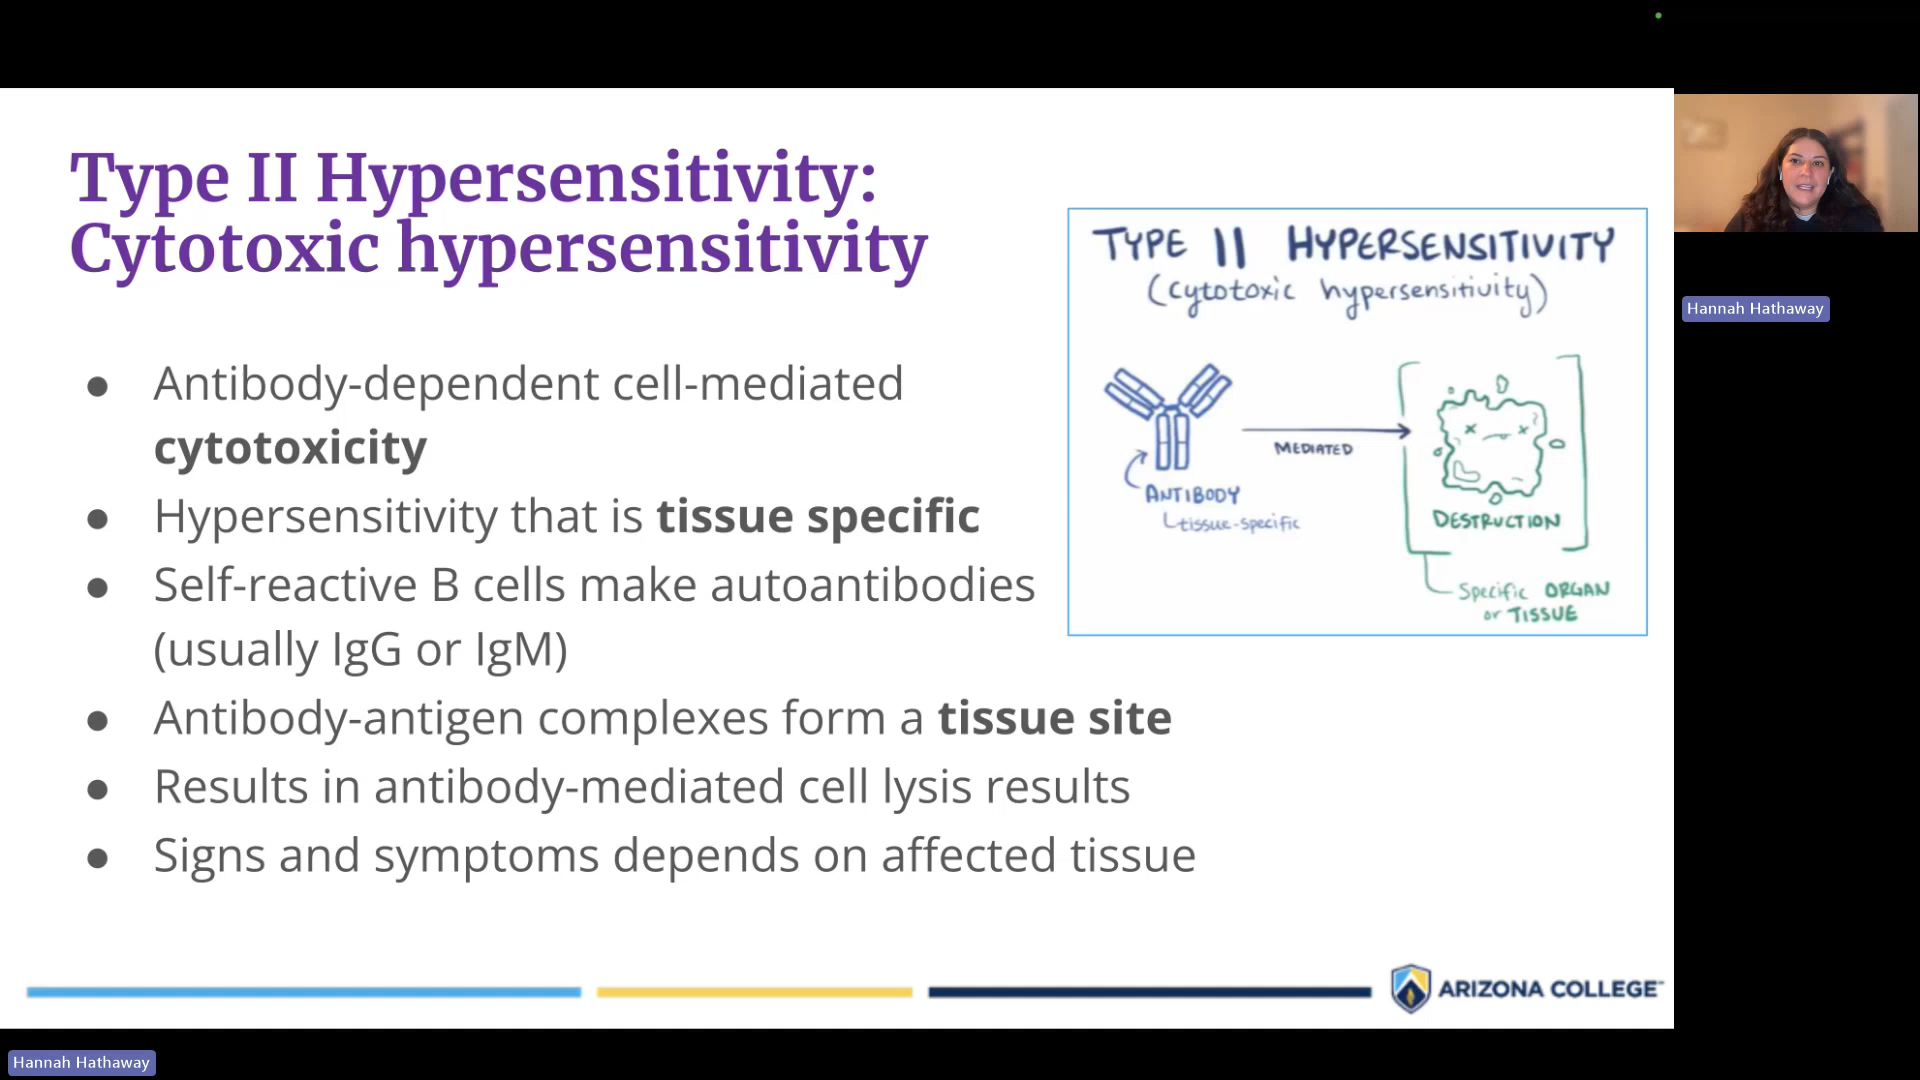 Type II Hypersensitivity:
Cytotoxic hypersensitivity
● Antibody-dependent cell-mediated
cytotoxicity
● Hypersensitivity that is tissue specific
● Self-reactive B cells make autoantibodies
(usually IgG or IgM)
● Antibody-antigen complexes form a tissue site
● Results in antibody-mediated cell lysis results
● Signs and symptoms depends on affected tissue
TYPE II HYPERSENSITIVITY
(cytotoxic hypersensitivity)
MEDIATED
ANTIBODY
tissue-specific
DESTRUCTION
Specific ORGAN
or TISSUE
ARIZONA COLLEGE
Hannah Hathaway
Hannah Hathaway